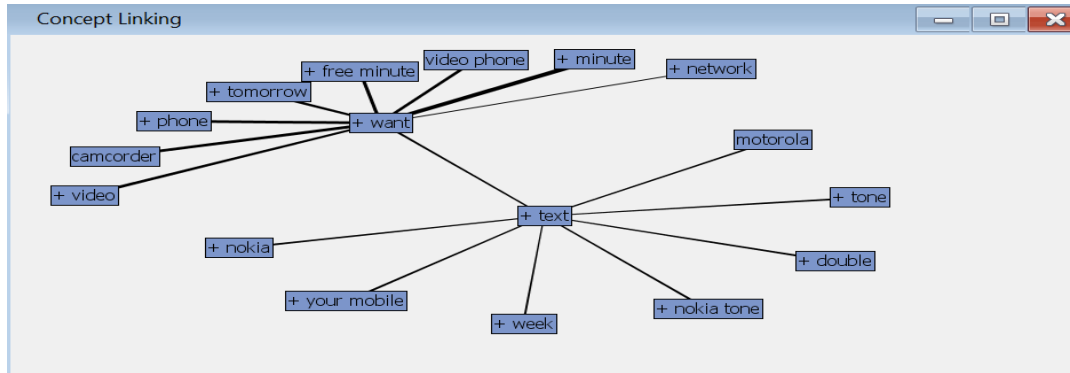 Concept Linking
video phone
+ minute
+ free minute
+ network
+ tomorrow
+ phone
+ want
motorola
camcorder
+ video
+ tone
+ text
+ nokia
+ double
+ your mobile
+ nokia tone
+ week